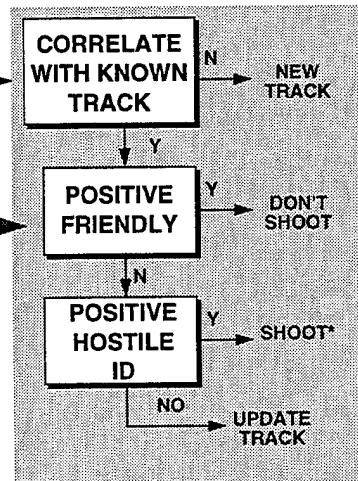 CORRELATE
WITH KNOWN
TRACK
N
NEW
TRACK
Y
POSITIVE
FRIENDLY
Y
DON'T
SHOOT
N
POSITIVE
HOSTILE
ID
Y
SHOOT*
NO
UPDATE
TRACK